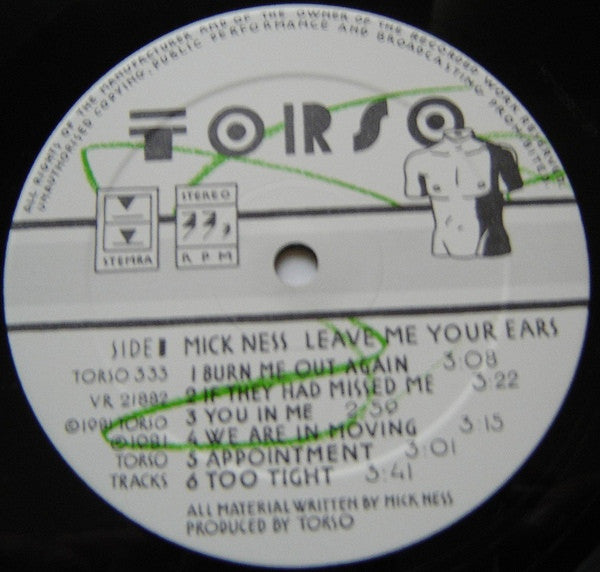 ALL RIGHTS OF THE MANUFACTURER AND OF THE OWNER OF THE RECORDED WORK RESERVED.
UNAUTHORISED COPYING, PUBLIC PERFORMANCE AND BROADCASTING PROHIBITED.
TORSO
STEMRA
STEREO
33
RPM
SIDE I MICK NESS LEAVE ME YOUR EARS
TORSO 333 1 BURN ME OUT AGAIN 3:08
VR 21882 2 IF THEY HAD MISSED ME 3:22
©1981 TORSO 3 YOU IN ME 2:50
℗1981 4 WE ARE IN MOVING 3:15
TORSO 5 APPOINTMENT 3:01
TRACKS 6 TOO TIGHT 3:41
ALL MATERIAL WRITTEN BY MICK NESS
PRODUCED BY TORSO